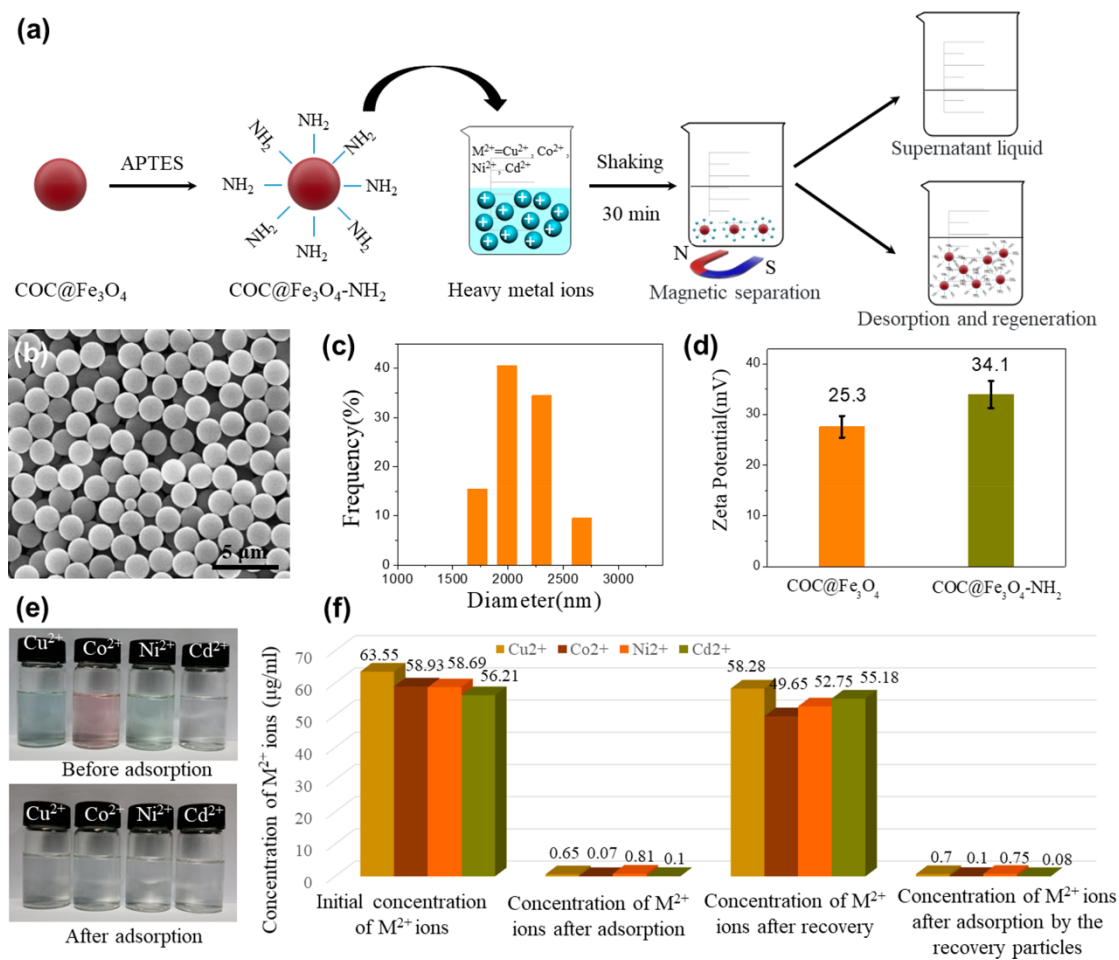 (a)
NH₂
NH₂
NH₂
NH₂
NH₂
NH₂
NH₂
NH₂
APTES
COC@Fe₃O₄
COC@Fe₃O₄-NH₂
M²⁺=Cu²⁺, Co²⁺,
Ni²⁺, Cd²⁺
Heavy metal ions
Shaking
30 min
N
S
Magnetic separation
Supernatant liquid
Desorption and regeneration
(b)
5 μm
(c)
Frequency(%)
40
30
20
10
0
1000
1500
2000
2500
3000
Diameter(nm)
(d)
Zeta Potential(mV)
40
30
20
10
0
25.3
34.1
COC@Fe₃O₄
COC@Fe₃O₄-NH₂
(e)
Cu²⁺ Co²⁺ Ni²⁺ Cd²⁺
Before adsorption
Cu²⁺ Co²⁺ Ni²⁺ Cd²⁺
After adsorption
(f)
Concentration of M²⁺ ions (μg/ml)
70
60
50
40
30
20
10
0
Cu2+ Co2+ Ni2+ Cd2+
63.55 58.93 58.69 56.21
0.65 0.07 0.81 0.1
58.28 49.65 52.75 55.18
0.7 0.1 0.75 0.08
Initial concentration
of M²⁺ ions
Concentration of M²⁺
ions after adsorption
Concentration of M²⁺
ions after recovery
Concentration of M²⁺ ions
after adsorption by the
recovery particles